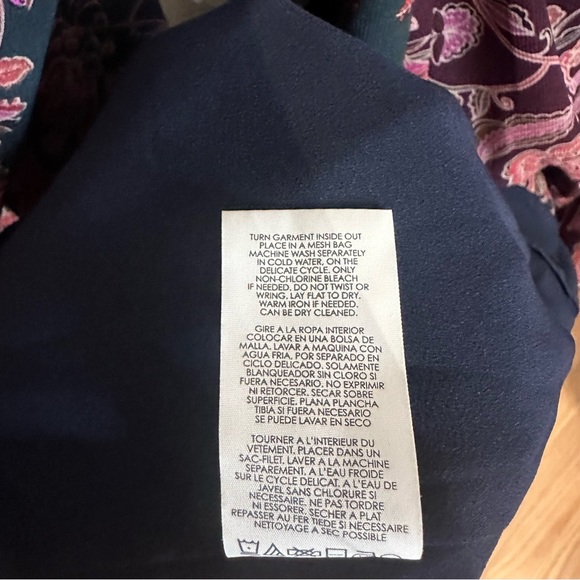 TURN GARMENT INSIDE OUT
PLACE IN A MESH BAG
MACHINE WASH SEPARATELY
IN COLD WATER, ON THE
DELICATE CYCLE. ONLY
NON-CHLORINE BLEACH
IF NEEDED. DO NOT TWIST OR
WRING. LAY FLAT TO DRY.
WARM IRON IF NEEDED.
CAN BE DRY CLEANED.
GIRE A LA ROPA INTERIOR
COLOCAR EN UNA BOLSA DE
MALLA. LAVAR A MAQUINA CON
AGUA FRIA, POR SEPARADO EN
CICLO DELICADO. SOLAMENTE
BLANQUEADOR SIN CLORO SI
FUERA NECESARIO. NO EXPRIMIR
NI RETORCER. SECAR SOBRE
SUPERFICIE. PLANA PLANCHA
TIBIA SI FUERA NECESARIO
SE PUEDE LAVAR EN SECO
TOURNER A L'INTERIEUR DU
VETEMENT. PLACER DANS UN
SAC-FILET. LAVER A LA MACHINE
SEPAREMENT. A L'EAU FROIDE
SUR LE CYCLE DELICAT. A L'EAU DE
JAVEL SANS CHLORURE SI
NECESSAIRE. NE PAS TORDRE
NI ESSORER. SECHER A PLAT
REPASSER AU FER TIEDE SI NECESSAIRE
NETTOYAGE A SEC POSSIBLE